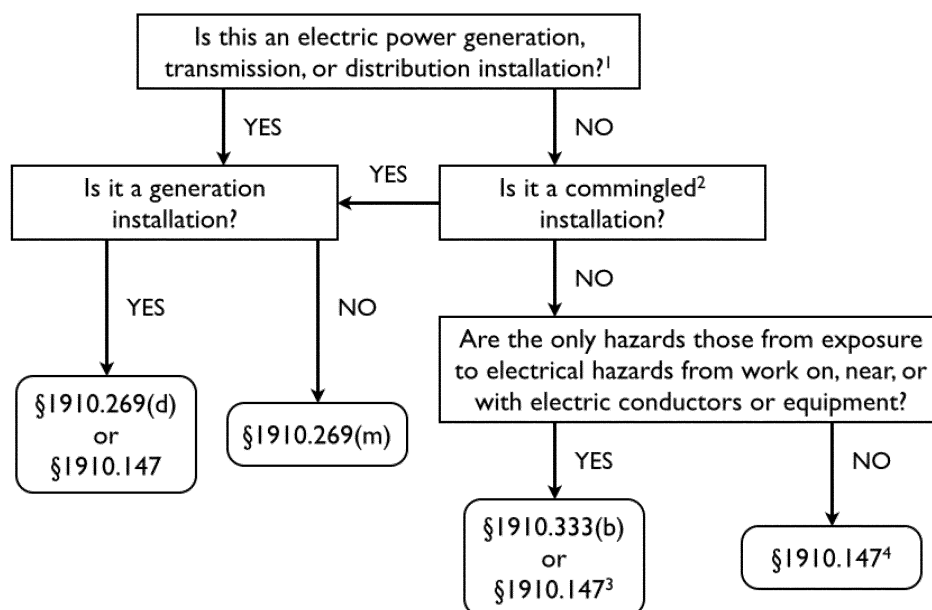 Is this an electric power generation,
transmission, or distribution installation?¹
YES
NO
Is it a generation
installation?
YES
Is it a commingled²
installation?
YES
NO
NO
Are the only hazards those from exposure
to electrical hazards from work on, near, or
with electric conductors or equipment?
§1910.269(d)
or
§1910.147
§1910.269(m)
YES
NO
§1910.333(b)
or
§1910.147³
§1910.147⁴